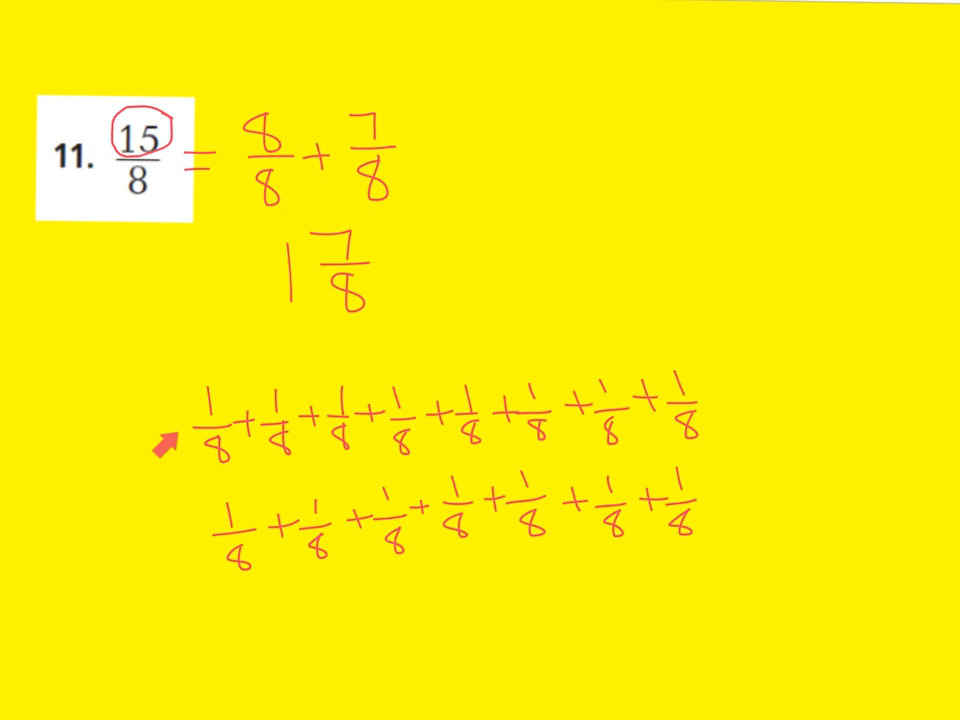 11. 15/8 = 8/8 + 7/8
1 7/8
1/8 + 1/8 + 1/8 + 1/8 + 1/8 + 1/8 + 1/8 + 1/8
1/8 + 1/8 + 1/8 + 1/8 + 1/8 + 1/8 + 1/8